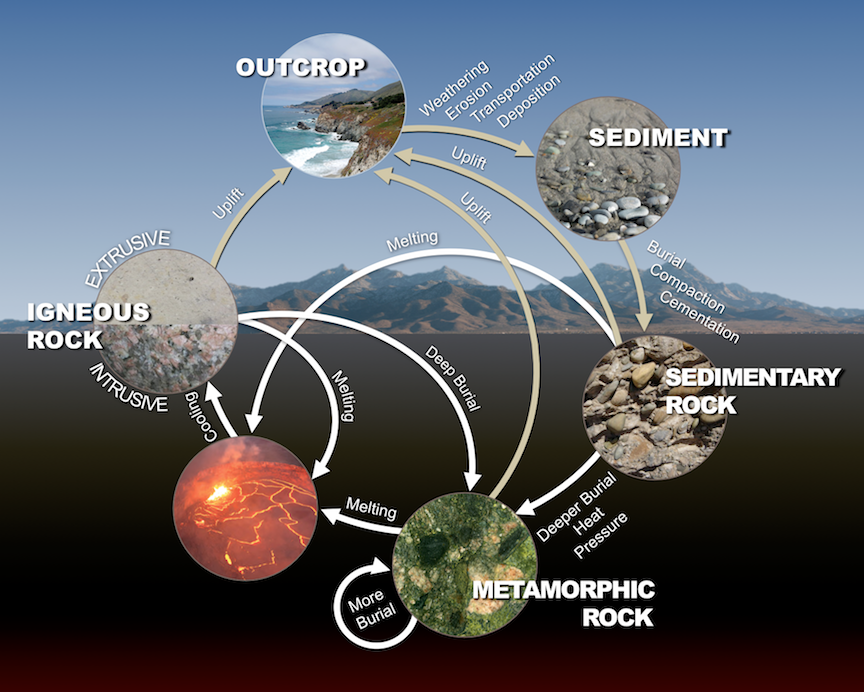 OUTCROP
Weathering
Erosion
Transportation
Deposition
SEDIMENT
Uplift
Uplift
Uplift
Melting
Burial
Compaction
Cementation
EXTRUSIVE
IGNEOUS
ROCK
INTRUSIVE
Deep Burial
Melting
Cooling
SEDIMENTARY
ROCK
Melting
Deeper Burial
Heat
Pressure
More
Burial
METAMORPHIC
ROCK